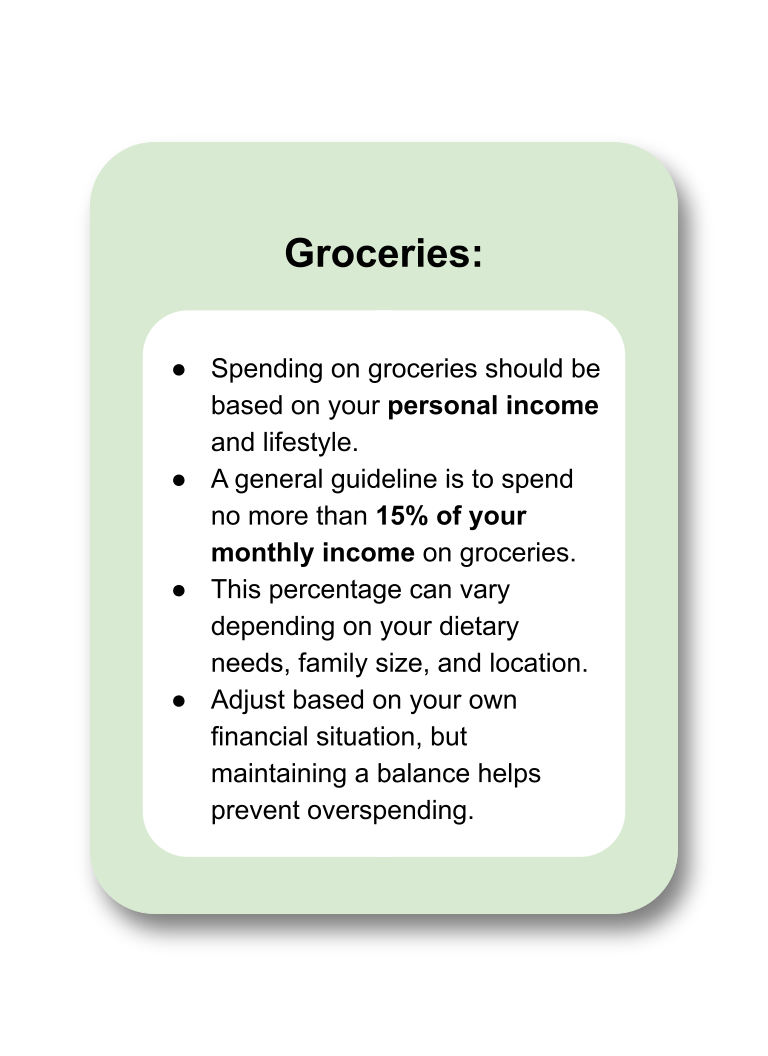 Groceries:
● Spending on groceries should be
based on your personal income
and lifestyle.
● A general guideline is to spend
no more than 15% of your
monthly income on groceries.
● This percentage can vary
depending on your dietary
needs, family size, and location.
● Adjust based on your own
financial situation, but
maintaining a balance helps
prevent overspending.